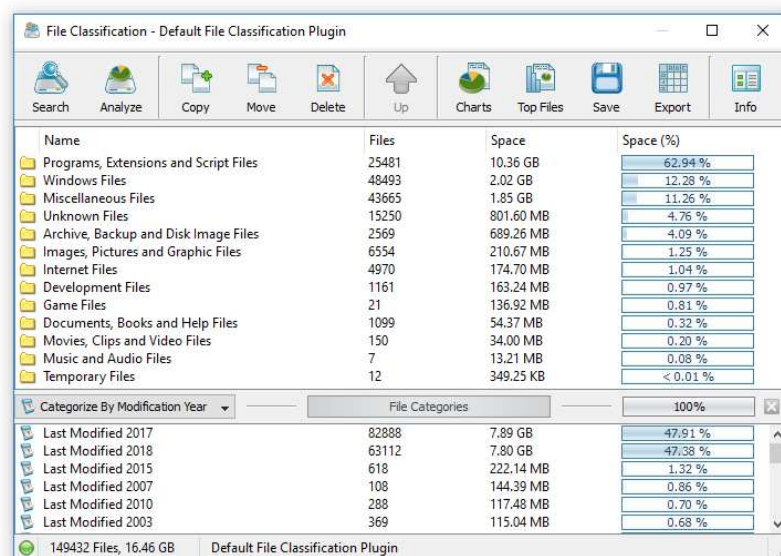 File Classification - Default File Classification Plugin
Search Analyze Copy Move Delete Up Charts Top Files Save Export Info
Name Files Space Space (%)
Programs, Extensions and Script Files 25481 10.36 GB 62.94 %
Windows Files 48493 2.02 GB 12.28 %
Miscellaneous Files 43665 1.85 GB 11.26 %
Unknown Files 15250 801.60 MB 4.76 %
Archive, Backup and Disk Image Files 2569 689.26 MB 4.09 %
Images, Pictures and Graphic Files 6554 210.67 MB 1.25 %
Internet Files 4970 174.70 MB 1.04 %
Development Files 1161 163.24 MB 0.97 %
Game Files 21 136.92 MB 0.81 %
Documents, Books and Help Files 1099 54.37 MB 0.32 %
Movies, Clips and Video Files 150 34.00 MB 0.20 %
Music and Audio Files 7 13.21 MB 0.08 %
Temporary Files 12 349.25 KB < 0.01 %
Categorize By Modification Year File Categories 100%
Last Modified 2017 82888 7.89 GB 47.91 %
Last Modified 2018 63112 7.80 GB 47.38 %
Last Modified 2015 618 222.14 MB 1.32 %
Last Modified 2007 108 144.39 MB 0.86 %
Last Modified 2010 288 117.48 MB 0.70 %
Last Modified 2003 369 115.04 MB 0.68 %
149432 Files, 16.46 GB Default File Classification Plugin